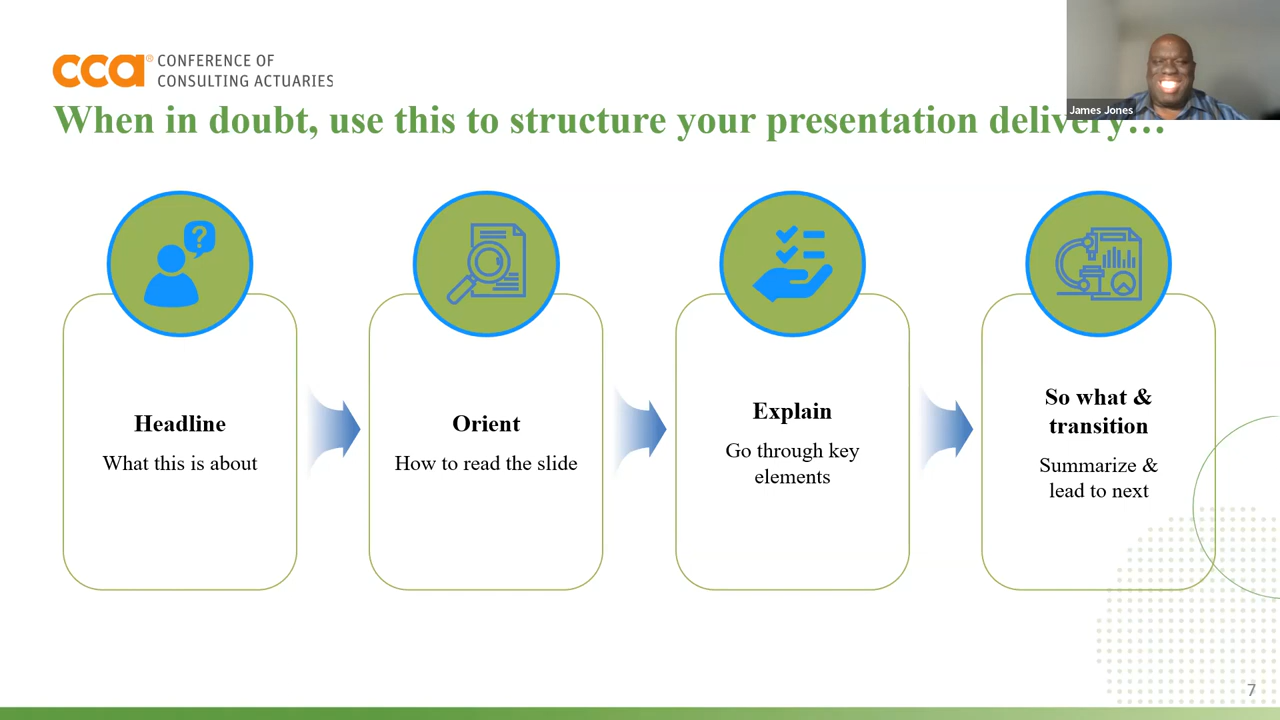 cca® CONFERENCE OF
CONSULTING ACTUARIES
James Jones
When in doubt, use this to structure your presentation delivery…
?
Headline
What this is about
Orient
How to read the slide
Explain
Go through key
elements
So what &
transition
Summarize &
lead to next
7